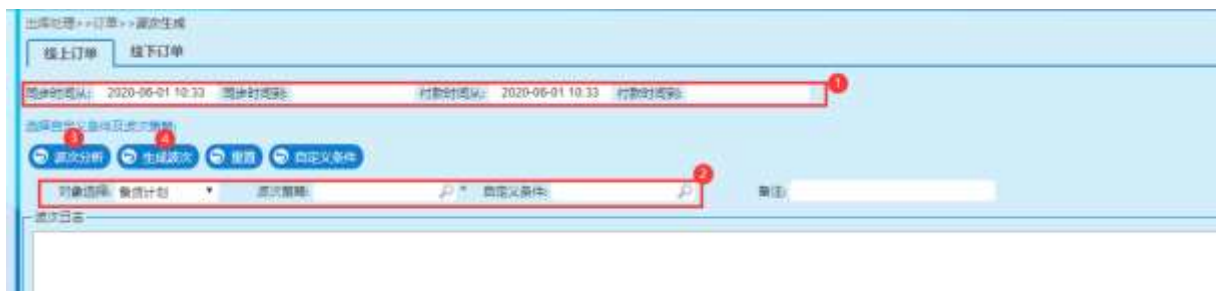 出库处理>>订单>>波次生成
线上订单 线下订单
同步时间从: 2020-06-01 10:33 同步时间到: 付款时间从: 2020-06-01 10:33 付款时间到: 1
选择自定义条件及波次策略:
3 4
波次分析 生成波次 重置 自定义条件
2
对象选择: 集货计划 波次策略: * 自定义条件: 备注:
波次日志